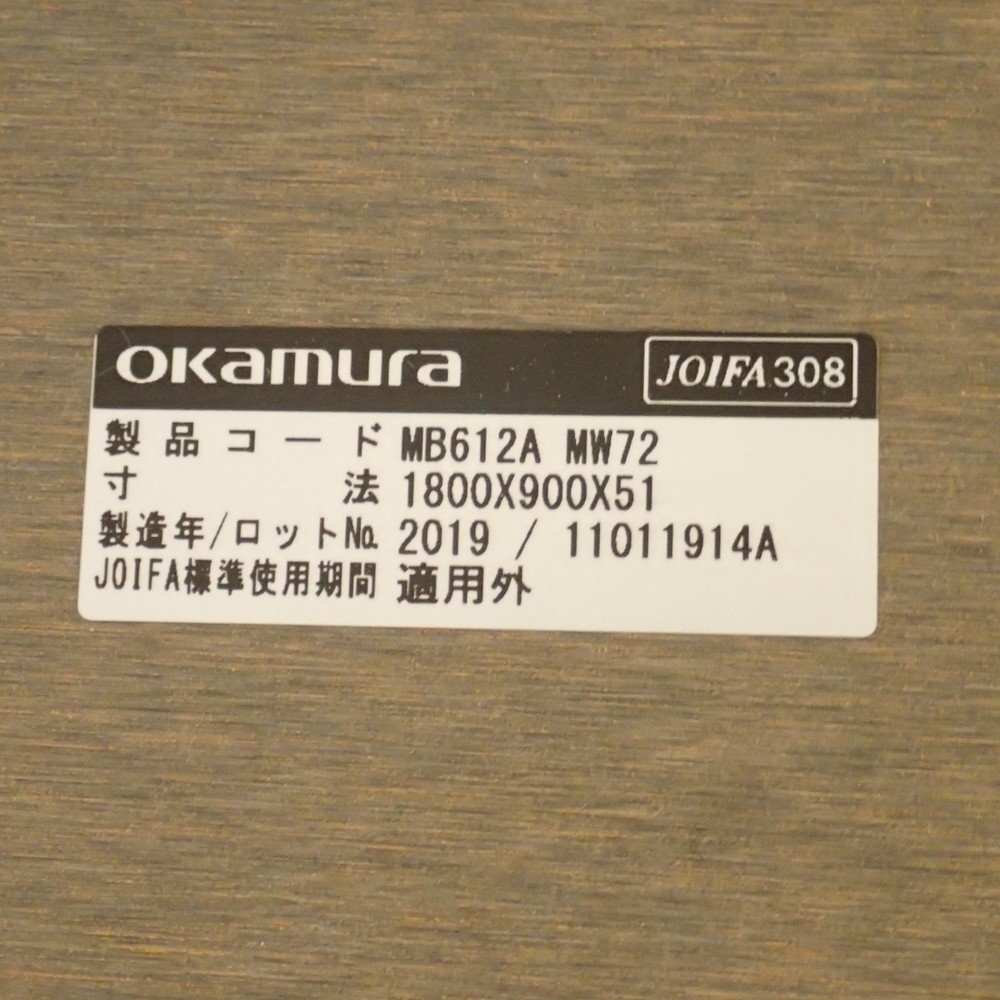 okamura JOIFA308
製品コード MB612A MW72
寸法 1800X900X51
製造年/ロット№ 2019 / 11011914A
JOIFA標準使用期間 適用外